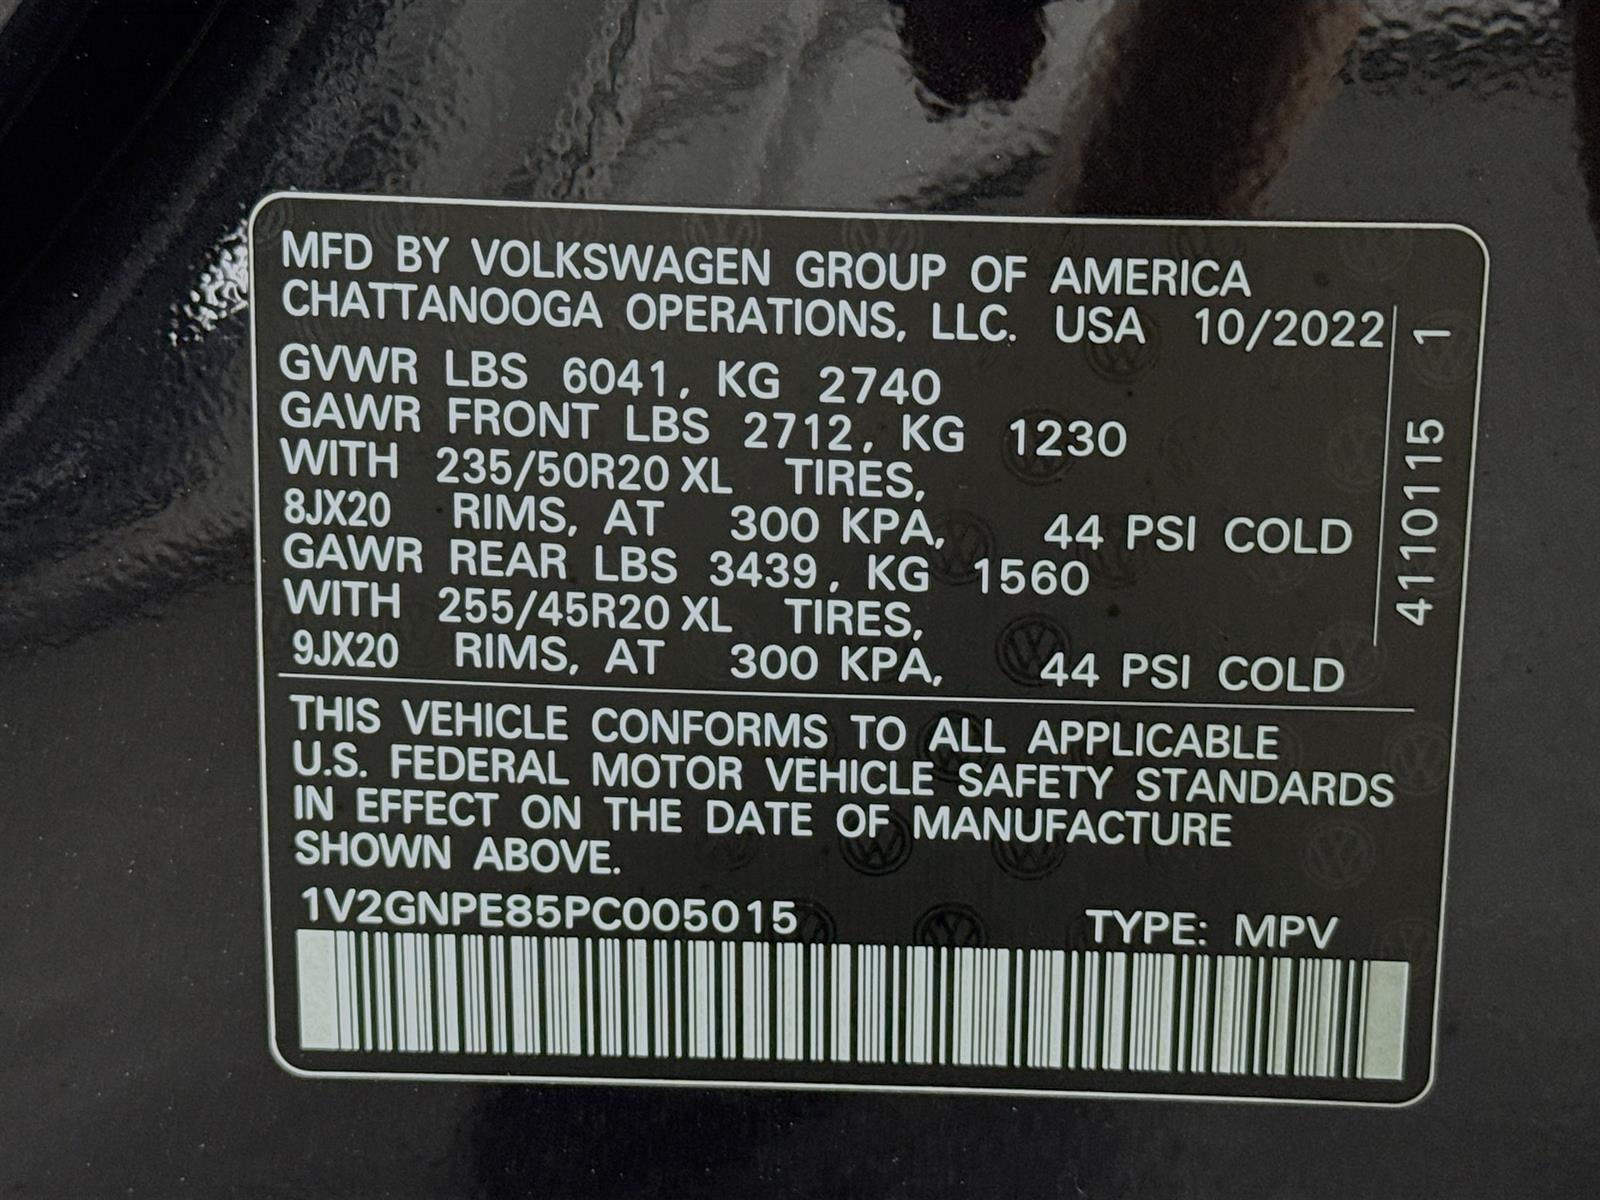 MFD BY VOLKSWAGEN GROUP OF AMERICA
CHATTANOOGA OPERATIONS, LLC. USA 10/2022
GVWR LBS 6041, KG 2740
GAWR FRONT LBS 2712, KG 1230
WITH 235/50R20 XL TIRES,
8JX20 RIMS, AT 300 KPA, 44 PSI COLD
GAWR REAR LBS 3439, KG 1560
WITH 255/45R20 XL TIRES,
9JX20 RIMS, AT 300 KPA, 44 PSI COLD
4110115 1
THIS VEHICLE CONFORMS TO ALL APPLICABLE
U.S. FEDERAL MOTOR VEHICLE SAFETY STANDARDS
IN EFFECT ON THE DATE OF MANUFACTURE
SHOWN ABOVE.
1V2GNPE85PC005015 TYPE: MPV